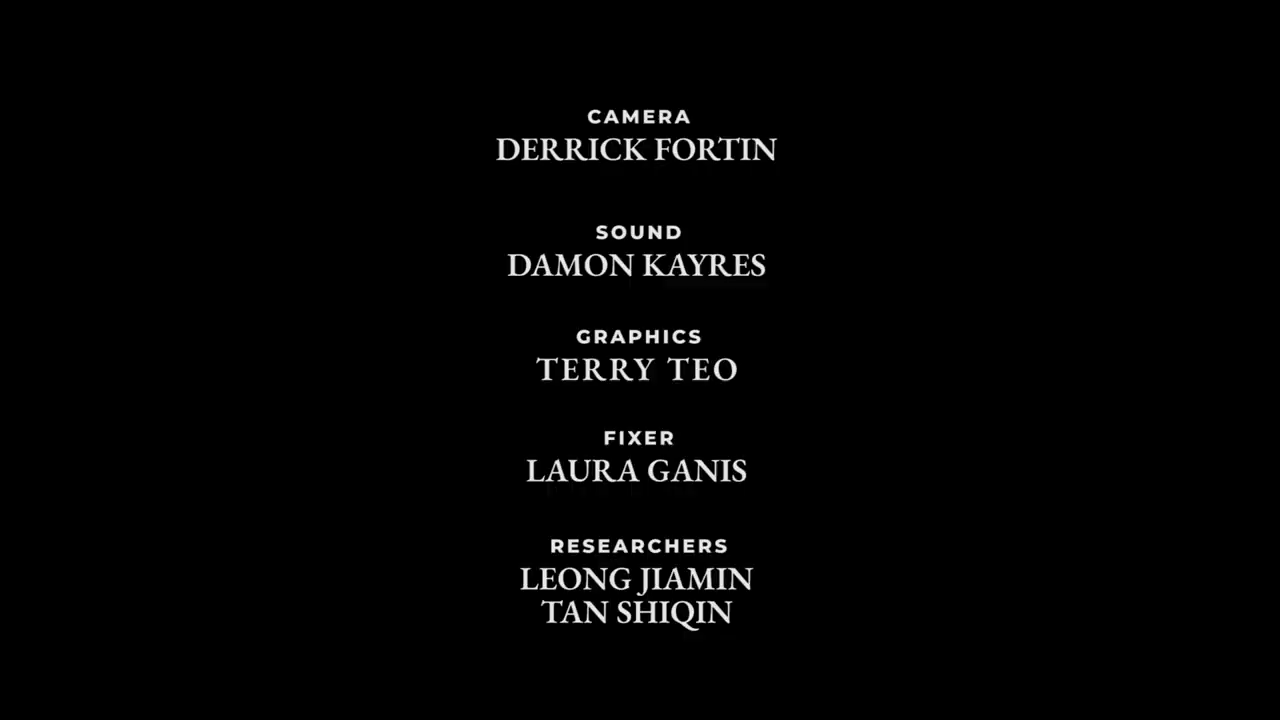 CAMERA
DERRICK FORTIN
SOUND
DAMON KAYRES
GRAPHICS
TERRY TEO
FIXER
LAURA GANIS
RESEARCHERS
LEONG JIAMIN
TAN SHIQIN